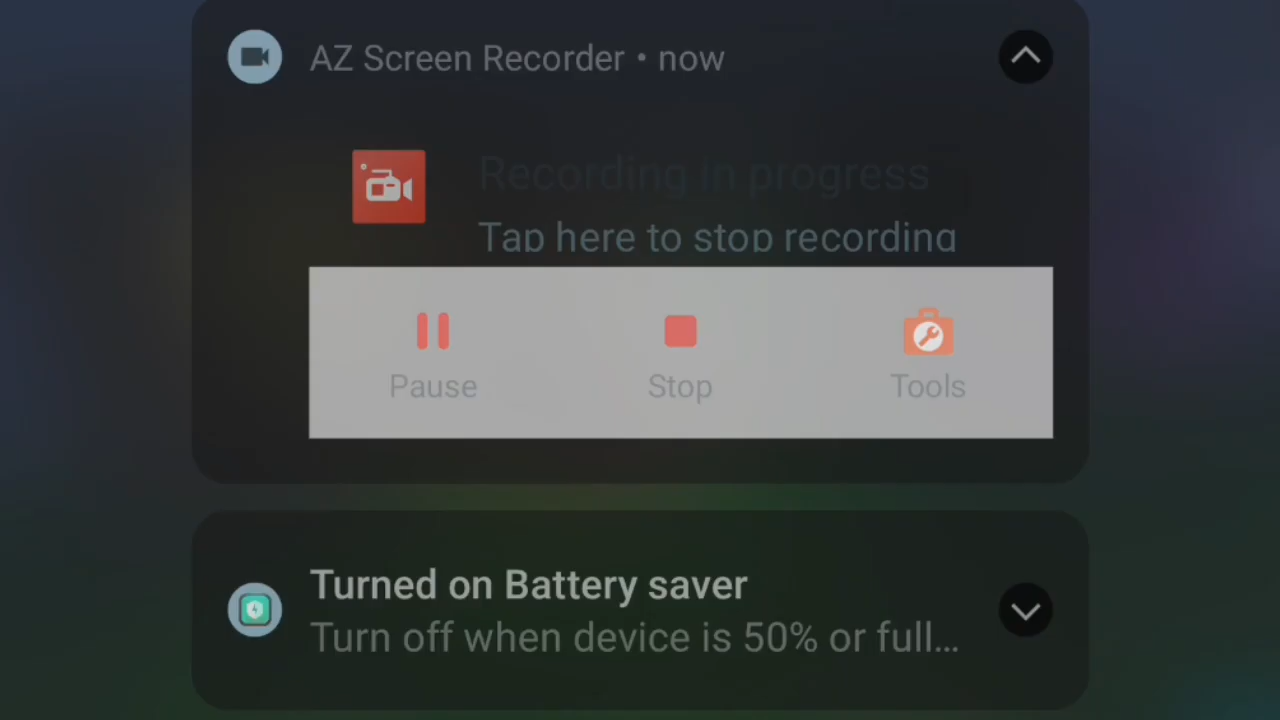 AZ Screen Recorder • now
Recording in progress
Tap here to stop recording
Pause
Stop
Tools
Turned on Battery saver
Turn off when device is 50% or full…